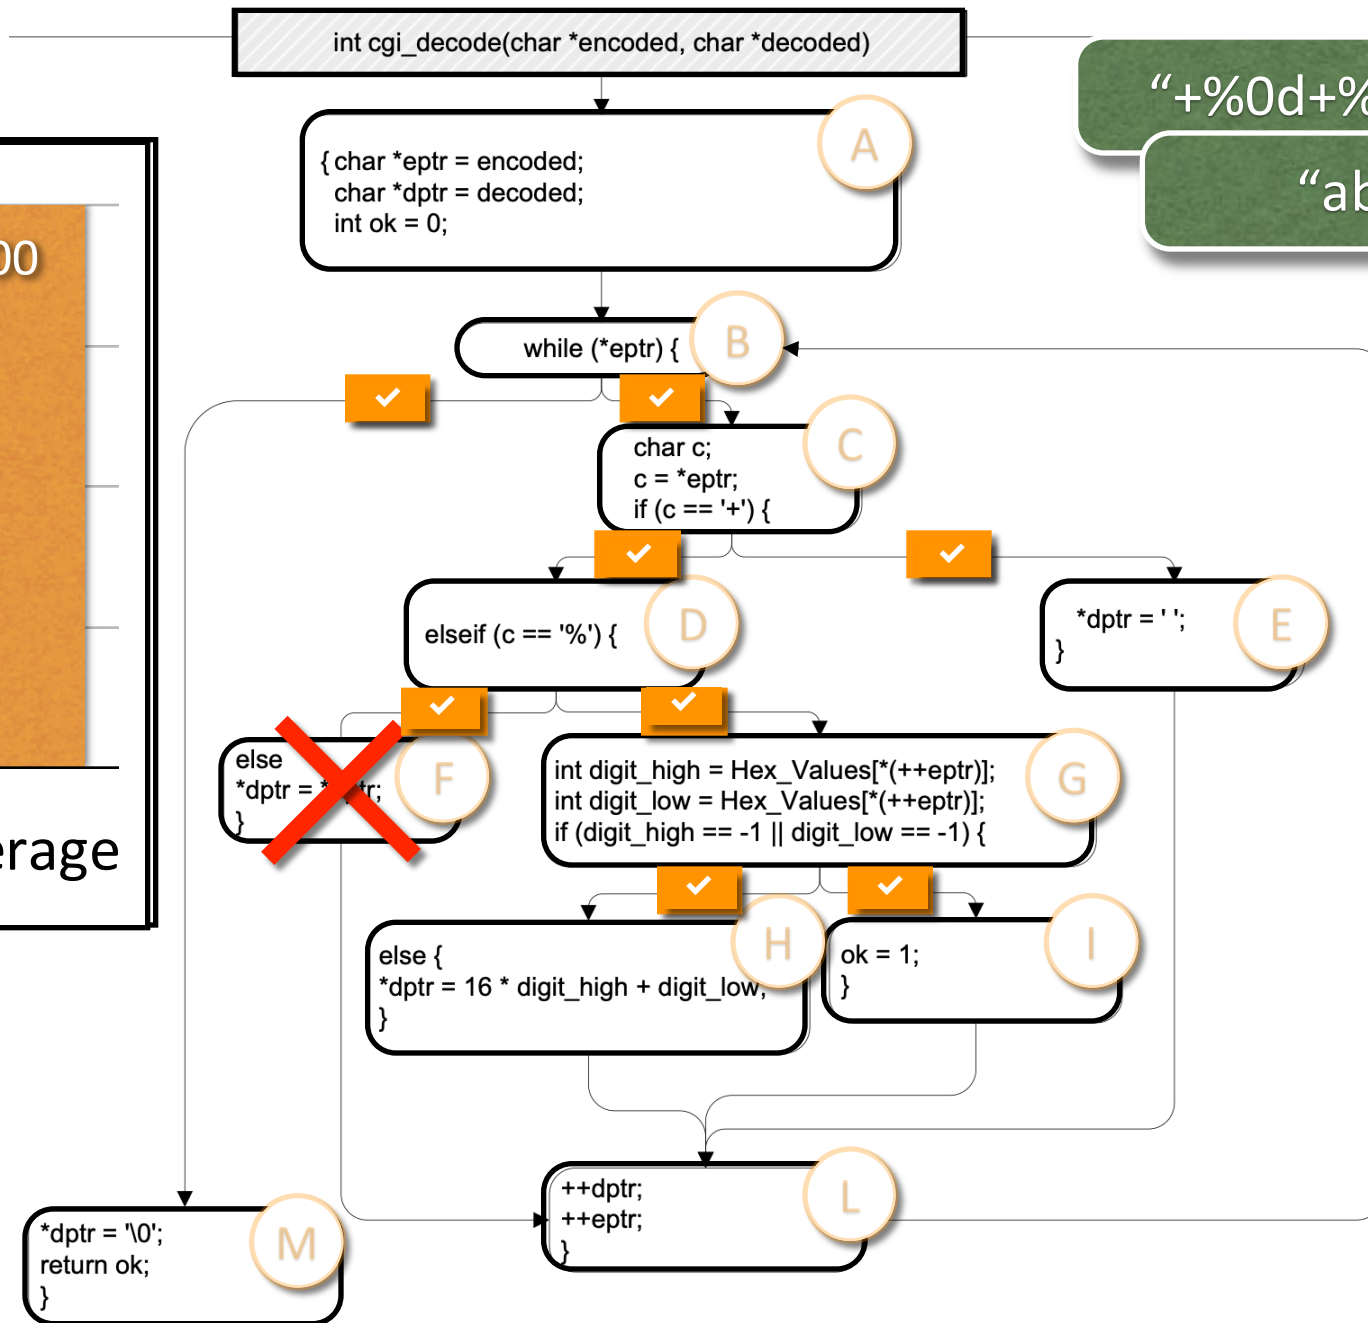 int cgi_decode(char *encoded, char *decoded)
“+%0d+%
“ab
A
{ char *eptr = encoded;
char *dptr = decoded;
int ok = 0;
00
while (*eptr) {
B
char c;
c = *eptr;
if (c == '+') {
C
elseif (c == '%') {
D
*dptr = ' ';
}
E
else
*dptr = *
tr;
}
F
int digit_high = Hex_Values[*(++eptr)];
int digit_low = Hex_Values[*(++eptr)];
if (digit_high == -1 || digit_low == -1) {
G
erage
else {
*dptr = 16 * digit_high + digit_low;
}
H
ok = 1;
}
I
++dptr;
++eptr;
}
L
*dptr = '\0';
return ok;
}
M